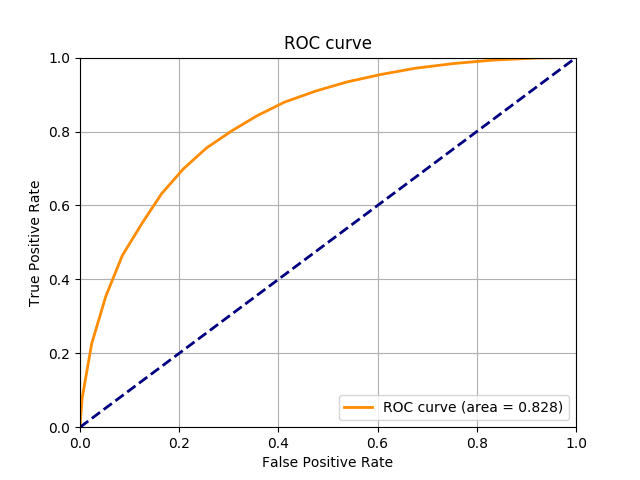 ROC curve
True Positive Rate
1.0
0.8
0.6
0.4
0.2
0.0
ROC curve (area = 0.828)
0.0 0.2 0.4 0.6 0.8 1.0
False Positive Rate